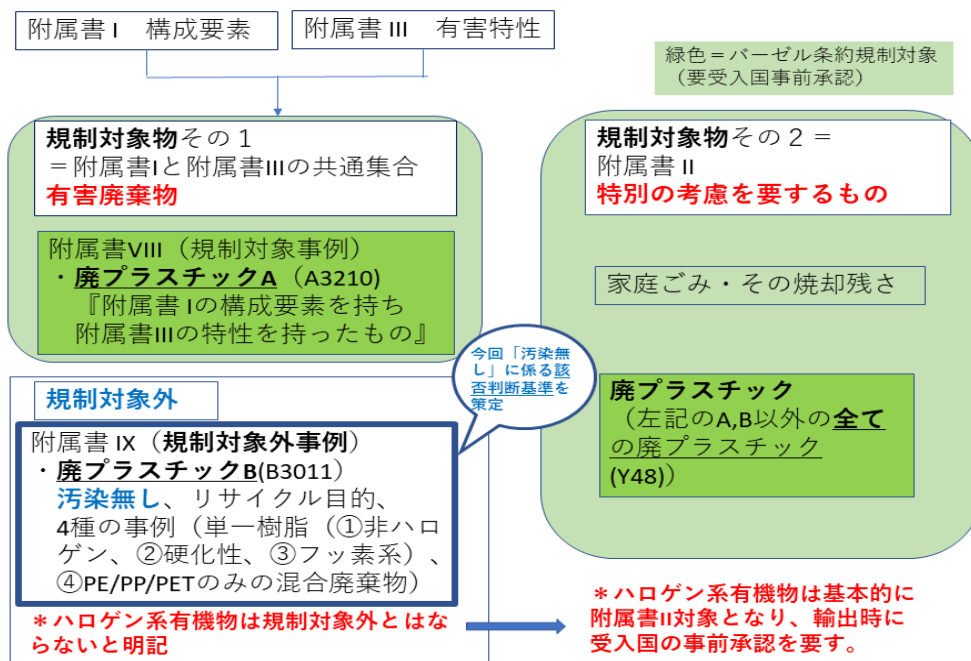 附属書 I 構成要素
附属書 III 有害特性
緑色＝バーゼル条約規制対象
（要受入国事前承認）
規制対象物その１
＝附属書Iと附属書IIIの共通集合
有害廃棄物
附属書VIII（規制対象事例）
・廃プラスチックA（A3210)
『附属書 Iの構成要素を持ち
附属書IIIの特性を持ったもの』
規制対象物その２＝
附属書 II
特別の考慮を要するもの
家庭ごみ・その焼却残さ
廃プラスチック
（左記のA,B以外の全て
の廃プラスチック
(Y48)）
今回「汚染無
し」に係る該
否判断基準を
策定
規制対象外
附属書 IX（規制対象外事例）
・廃プラスチックB(B3011）
汚染無し、リサイクル目的、
4種の事例（単一樹脂（①非ハロ
ゲン、②硬化性、③フッ素系）、
④PE/PP/PETのみの混合廃棄物）
＊ハロゲン系有機物は規制対象外とはな
らないと明記
＊ハロゲン系有機物は基本的に
附属書II対象となり、輸出時に
受入国の事前承認を要す。